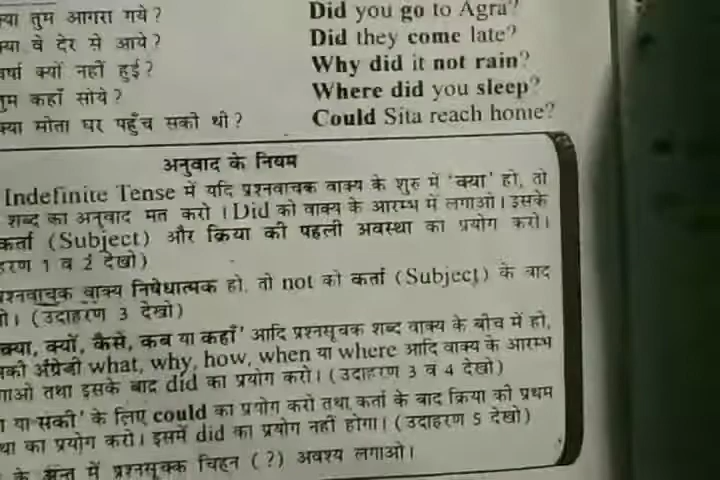 क्या तुम आगरा गये? Did you go to Agra?
क्या वे देर से आये? Did they come late?
वर्षा क्यों नहीं हुई? Why did it not rain?
तुम कहाँ सोये? Where did you sleep?
क्या सीता घर पहुँच सकी थी? Could Sita reach home?
अनुवाद के नियम
Indefinite Tense में यदि प्रश्नवाचक वाक्य के शुरु में 'क्या' हो, तो
शब्द का अनुवाद मत करो। Did को वाक्य के आरम्भ में लगाओ। इसके
कर्ता (Subject) और क्रिया की पहली अवस्था का प्रयोग करो।
हरण 1 व 2 देखो)
प्रश्नवाचक वाक्य निषेधात्मक हो, तो not को कर्ता (Subject) के बाद
ओ। (उदाहरण 3 देखो)
क्या, क्यों, कैसे, कब या कहाँ' आदि प्रश्नसूचक शब्द वाक्य के बीच में हो,
की अंग्रेजी what, why, how, when या where आदि वाक्य के आरम्भ
गाओ तथा इसके बाद did का प्रयोग करो। (उदाहरण 3 व 4 देखो)
या सकी' के लिए could का प्रयोग करो तथा कर्ता के बाद क्रिया की प्रथम
था का प्रयोग करो। इसमें did का प्रयोग नहीं होगा। (उदाहरण 5 देखो)
के अन्त में प्रश्नसूचक चिहन (?) अवश्य लगाओ।